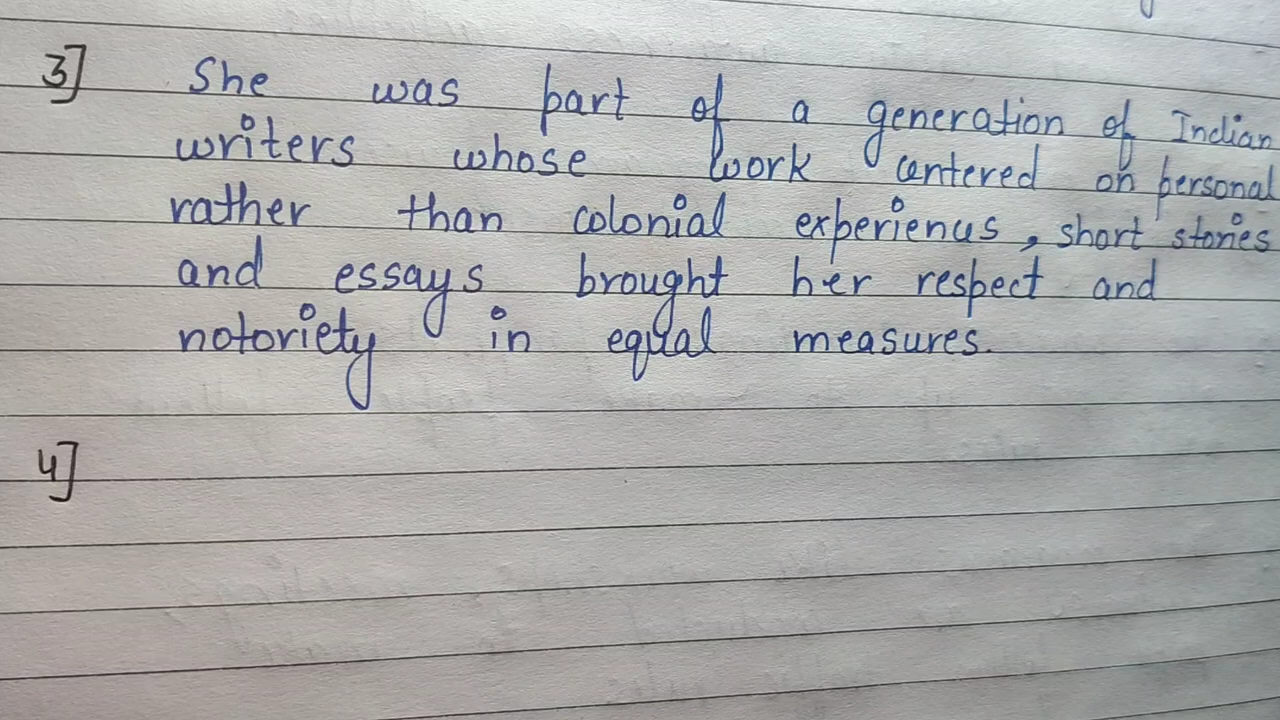 3] She was part of a generation of Indian
writers whose work centered on personal
rather than colonial experienus, short stories
and essays brought her respect and
notoriety in equal measures.
4]